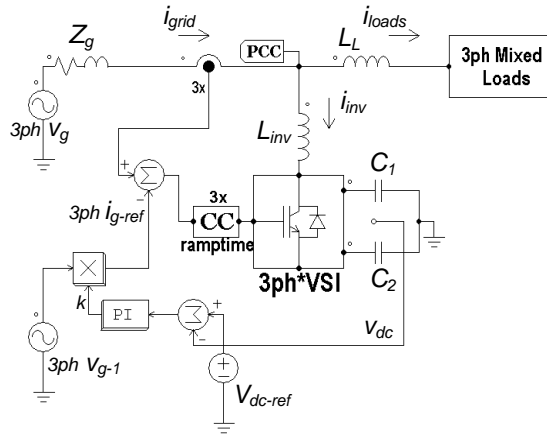 i_grid
i_loads
Z_g
PCC
L_L
3ph Mixed
Loads
3x
i_inv
3ph v_g
L_inv
+
C_1
Σ
-
3x
3ph i_g-ref
CC
ramptime
3ph*VSI
C_2
×
k
PI
Σ
+
-
v_dc
3ph v_g-1
V_dc-ref
+
-